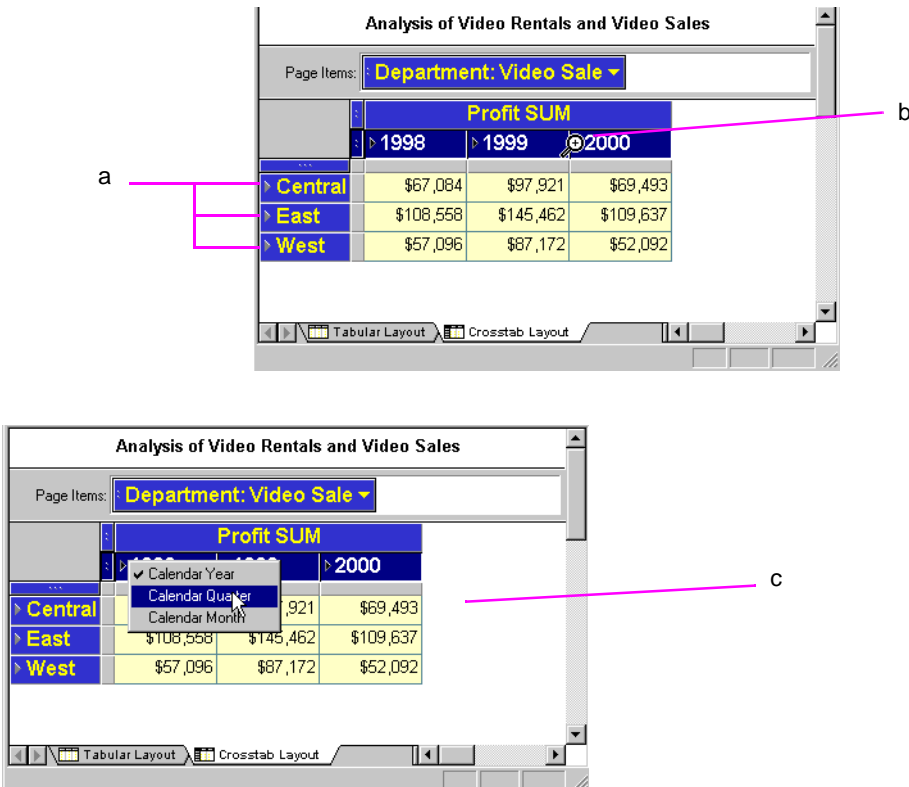 Analysis of Video Rentals and Video Sales
Page Items: Department: Video Sale
Profit SUM
1998 1999 2000
Central $67,084 $97,921 $69,493
East $108,558 $145,462 $109,637
West $57,096 $87,172 $52,092
Tabular Layout Crosstab Layout
a
b
Analysis of Video Rentals and Video Sales
Page Items: Department: Video Sale
Profit SUM
2000
Calendar Year
Calendar Quarter
Calendar Month
Central ,921 $69,493
East $108,558 $145,462 $109,637
West $57,096 $87,172 $52,092
Tabular Layout Crosstab Layout
c